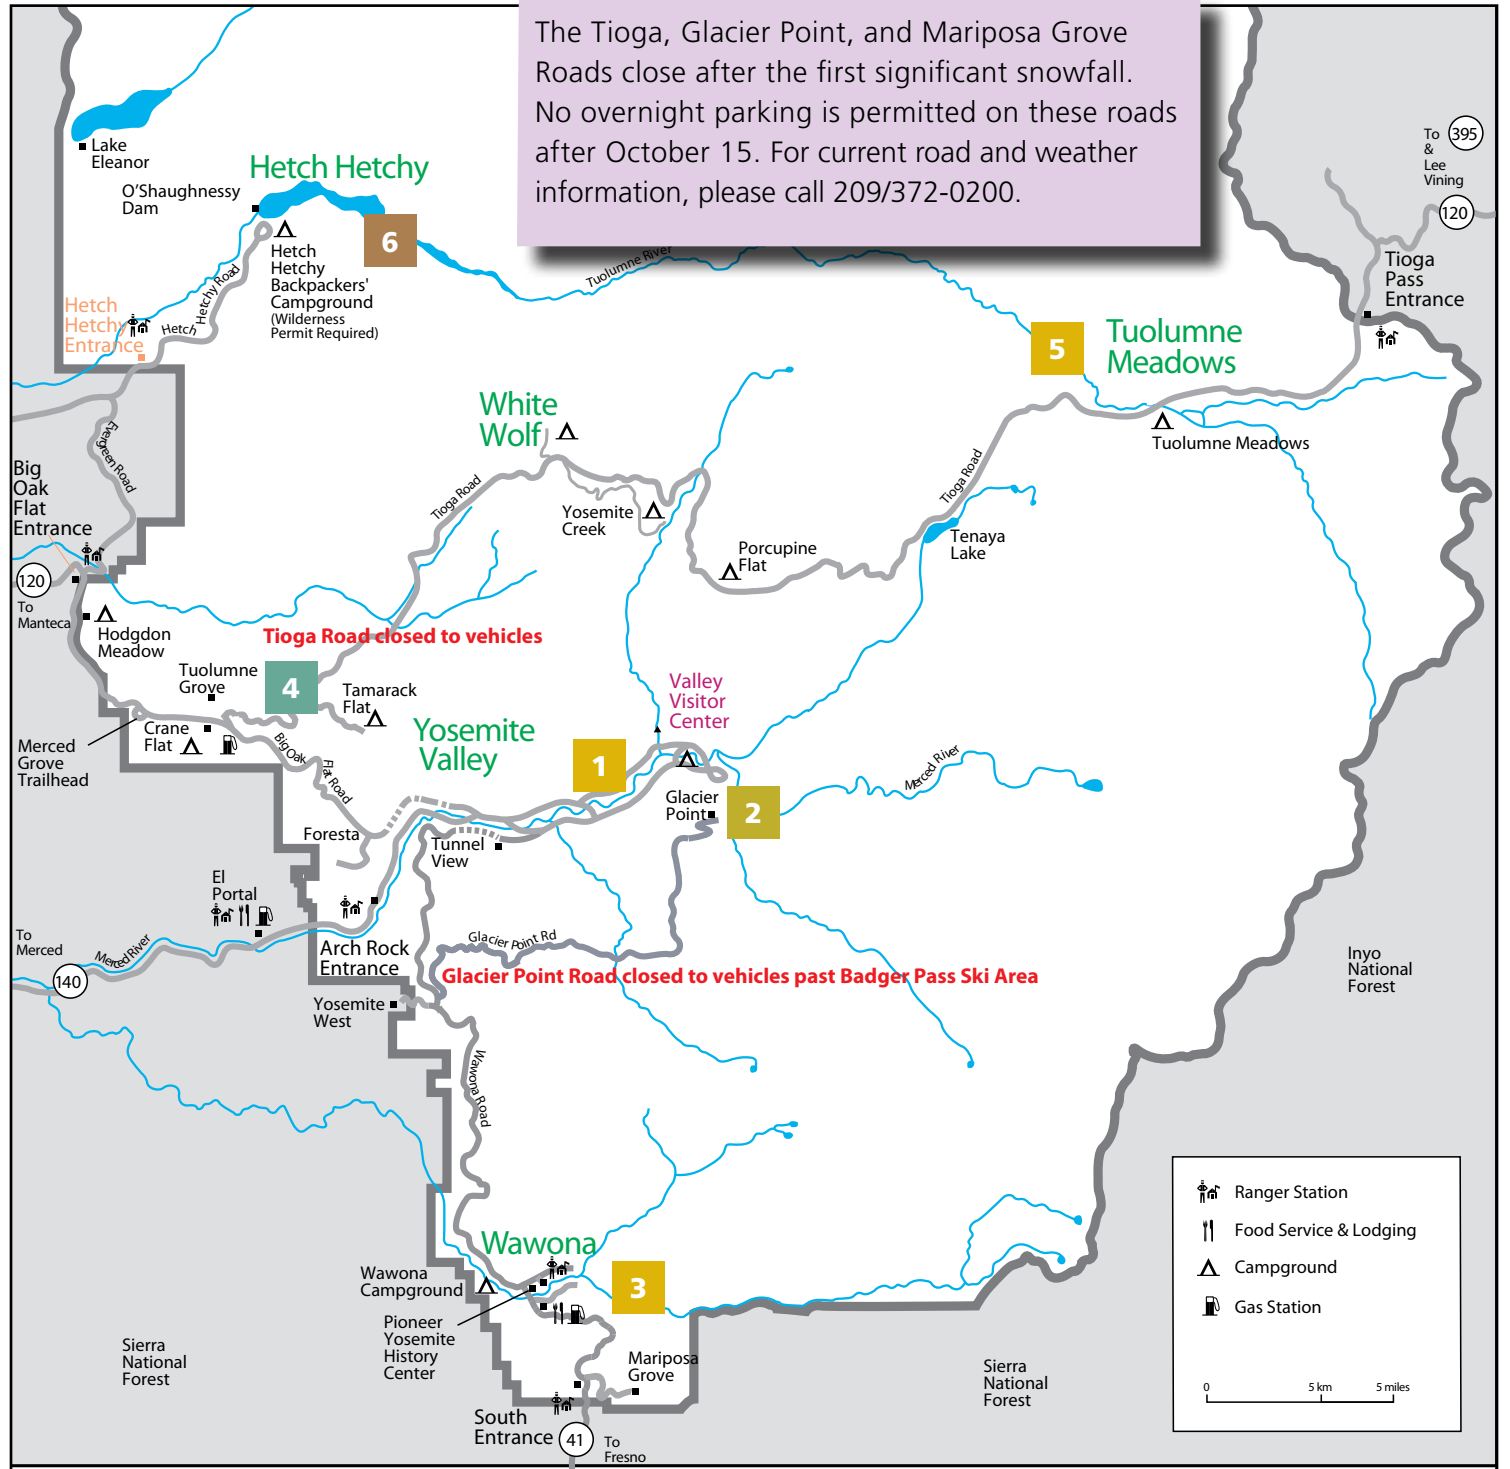 The Tioga, Glacier Point, and Mariposa Grove
Roads close after the first significant snowfall.
No overnight parking is permitted on these roads
after October 15. For current road and weather
information, please call 209/372-0200.
To
395
&
Lee
Vining
120
Lake
Eleanor
Hetch Hetchy
O'Shaughnessy
Dam
6
Hetch
Hetchy
Backpackers'
Campground
(Wilderness
Permit Required)
Hetch Hetchy Road
Hetch
Hetchy
Entrance
Tuolumne River
Tioga
Pass
Entrance
5
Tuolumne
Meadows
Tuolumne Meadows
White
Wolf
Evergreen Road
Big
Oak
Flat
Entrance
Tioga Road
Yosemite
Creek
Tioga Road
Tenaya
Lake
Porcupine
Flat
120
To
Manteca
Hodgdon
Meadow
Tioga Road closed to vehicles
Tuolumne
Grove
4
Tamarack
Flat
Valley
Visitor
Center
Crane
Flat
Merced
Grove
Trailhead
Big Oak
Flat Road
Yosemite
Valley
1
Merced River
Glacier
Point
2
Foresta
Tunnel
View
El
Portal
To
Merced
Merced River
140
Arch Rock
Entrance
Glacier Point Rd
Glacier Point Road closed to vehicles past Badger Pass Ski Area
Inyo
National
Forest
Yosemite
West
Wawona Road
Wawona
Wawona
Campground
3
Pioneer
Yosemite
History
Center
Mariposa
Grove
South
Entrance
41
To
Fresno
Sierra
National
Forest
Sierra
National
Forest
Ranger Station
Food Service & Lodging
Campground
Gas Station
0
5 km
5 miles